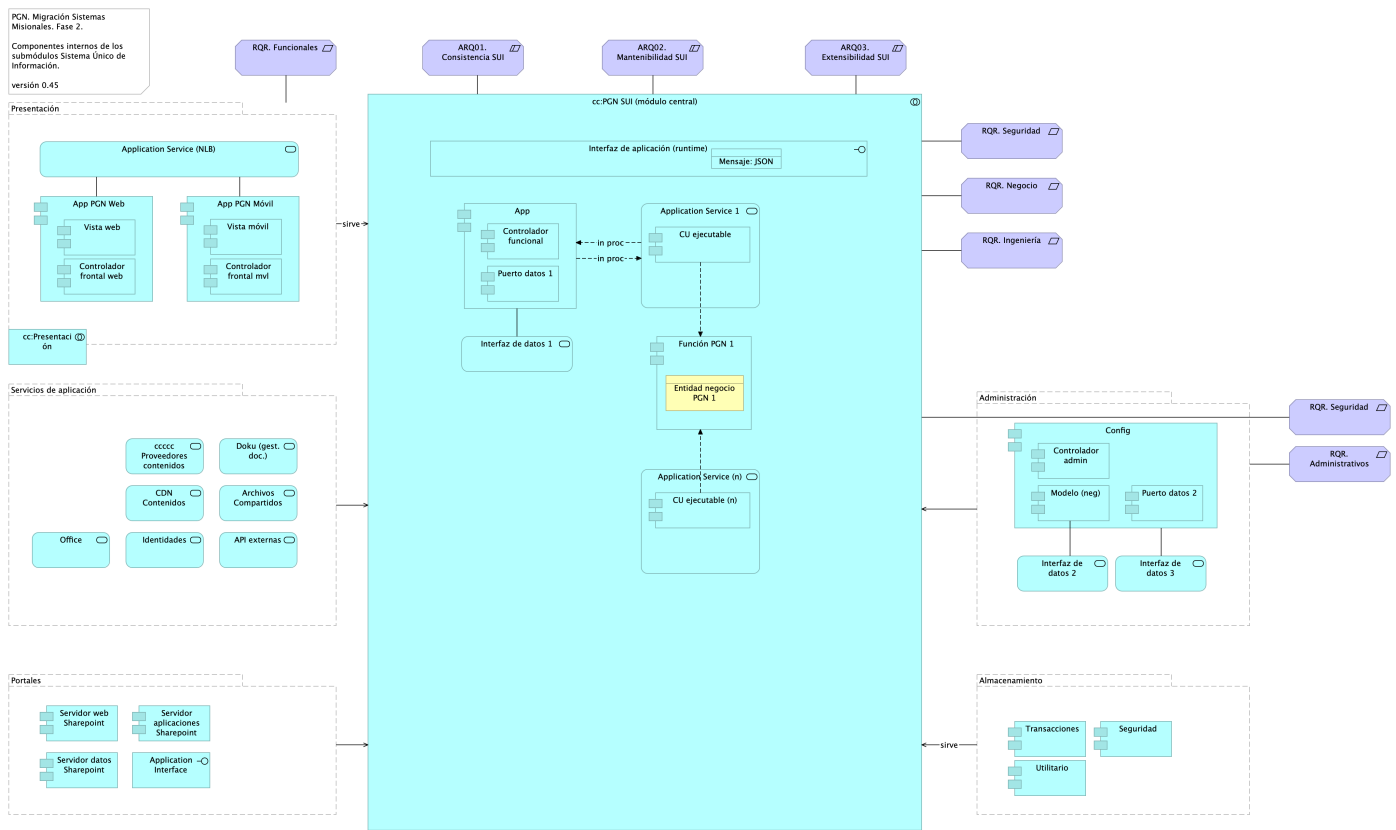 PGN. Migración Sistemas
Misionales. Fase 2.
Componentes internos de los
submódulos Sistema Único de
Información.
versión 0.45
RQR. Funcionales
ARQ01.
Consistencia SUI
ARQ02.
Mantenibilidad SUI
ARQ03.
Extensibilidad SUI
Presentación
Application Service (NLB)
App PGN Web
Vista web
Controlador
frontal web
App PGN Móvil
Vista móvil
Controlador
frontal mvl
cc:Presentaci
ón
sirve
cc:PGN SUI (módulo central)
Interfaz de aplicación (runtime)
Mensaje: JSON
App
Controlador
funcional
Puerto datos 1
Interfaz de datos 1
in proc
in proc
Application Service 1
CU ejecutable
Función PGN 1
Entidad negocio
PGN 1
Application Service (n)
CU ejecutable (n)
RQR. Seguridad
RQR. Negocio
RQR. Ingeniería
Servicios de aplicación
ccccc
Proveedores
contenidos
Doku (gest.
doc.)
CDN
Contenidos
Archivos
Compartidos
Office
Identidades
API externas
Administración
Config
Controlador
admin
Modelo (neg)
Puerto datos 2
Interfaz de
datos 2
Interfaz de
datos 3
RQR. Seguridad
RQR.
Administrativos
Portales
Servidor web
Sharepoint
Servidor
aplicaciones
Sharepoint
Servidor datos
Sharepoint
Application
Interface
Almacenamiento
sirve
Transacciones
Seguridad
Utilitario